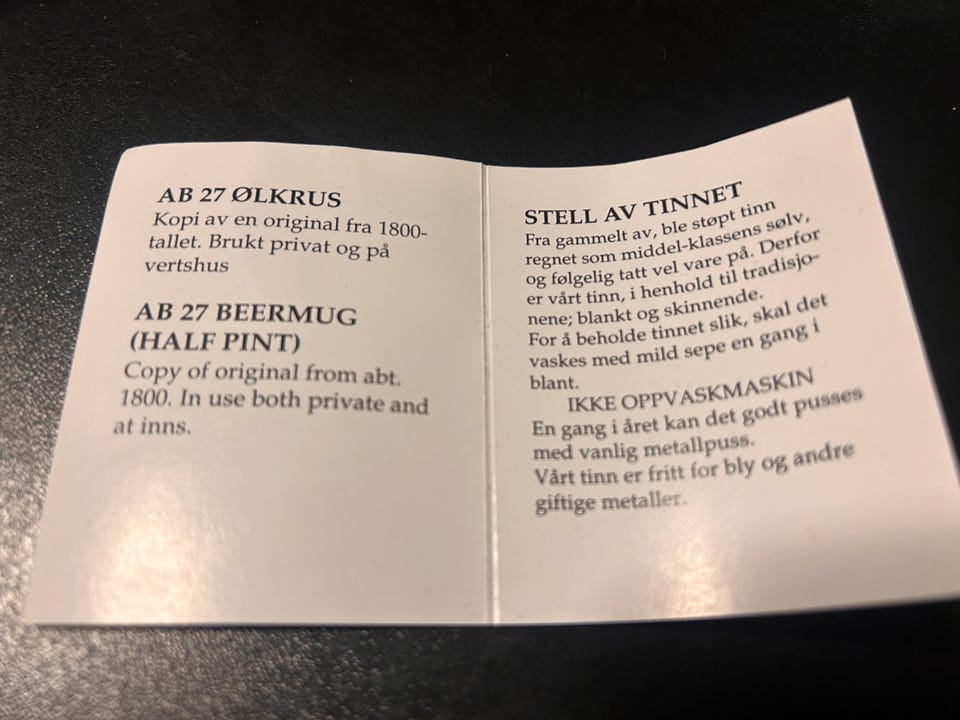 AB 27 ØLKRUS
Kopi av en original fra 1800-
tallet. Brukt privat og på
vertshus
AB 27 BEERMUG
(HALF PINT)
Copy of original from abt.
1800. In use both private and
at inns.
STELL AV TINNET
Fra gammelt av, ble støpt tinn
regnet som middel-klassens sølv,
og følgelig tatt vel vare på. Derfor
er vårt tinn, i henhold til tradisjo-
nene; blankt og skinnende.
For å beholde tinnet slik, skal det
vaskes med mild sepe en gang i
blant.
IKKE OPPVASKMASKIN
En gang i året kan det godt pusses
med vanlig metallpuss.
Vårt tinn er fritt for bly og andre
giftige metaller.